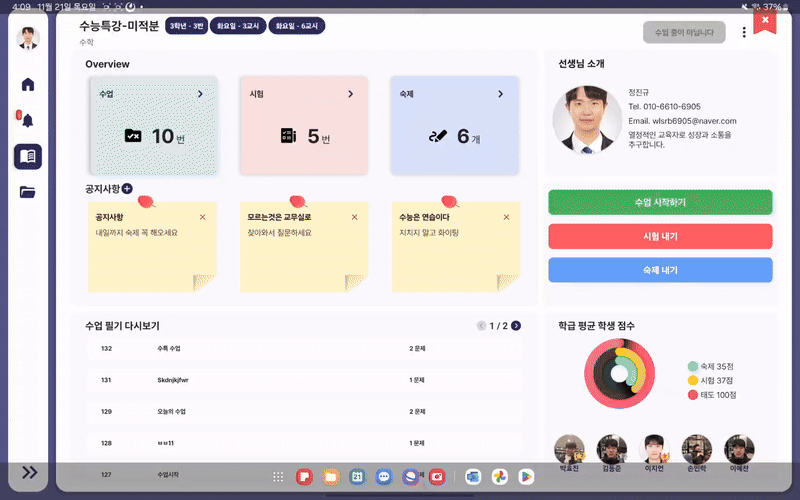 4:09 11월 21일 목요일
37%
수능특강-미적분
3학년 - 3반
화요일 - 3교시
화요일 - 6교시
수학
수업 중이 아닙니다
Overview
수업
10번
시험
5번
숙제
6개
공지사항
공지사항
내일까지 숙제 꼭 해오세요
모르는것은 교무실로
찾아와서 질문하세요
수능은 연습이다
지치지 말고 화이팅
선생님 소개
정진규
Tel. 010-6610-6905
Email. wlsrb6905@naver.com
열정적인 교육자로 성장과 소통을
추구합니다.
수업 시작하기
시험 내기
숙제 내기
수업 필기 다시보기
1 / 2
132 수특 수업 2 문제
131 Skdnjkjfwr 1 문제
129 오늘의 수업 2 문제
128 ㅂㅂ11 1 문제
127 수업시작
학급 평균 학생 점수
숙제 35점
시험 37점
태도 100점
박효진
김동준
이지언
손민락
이예찬